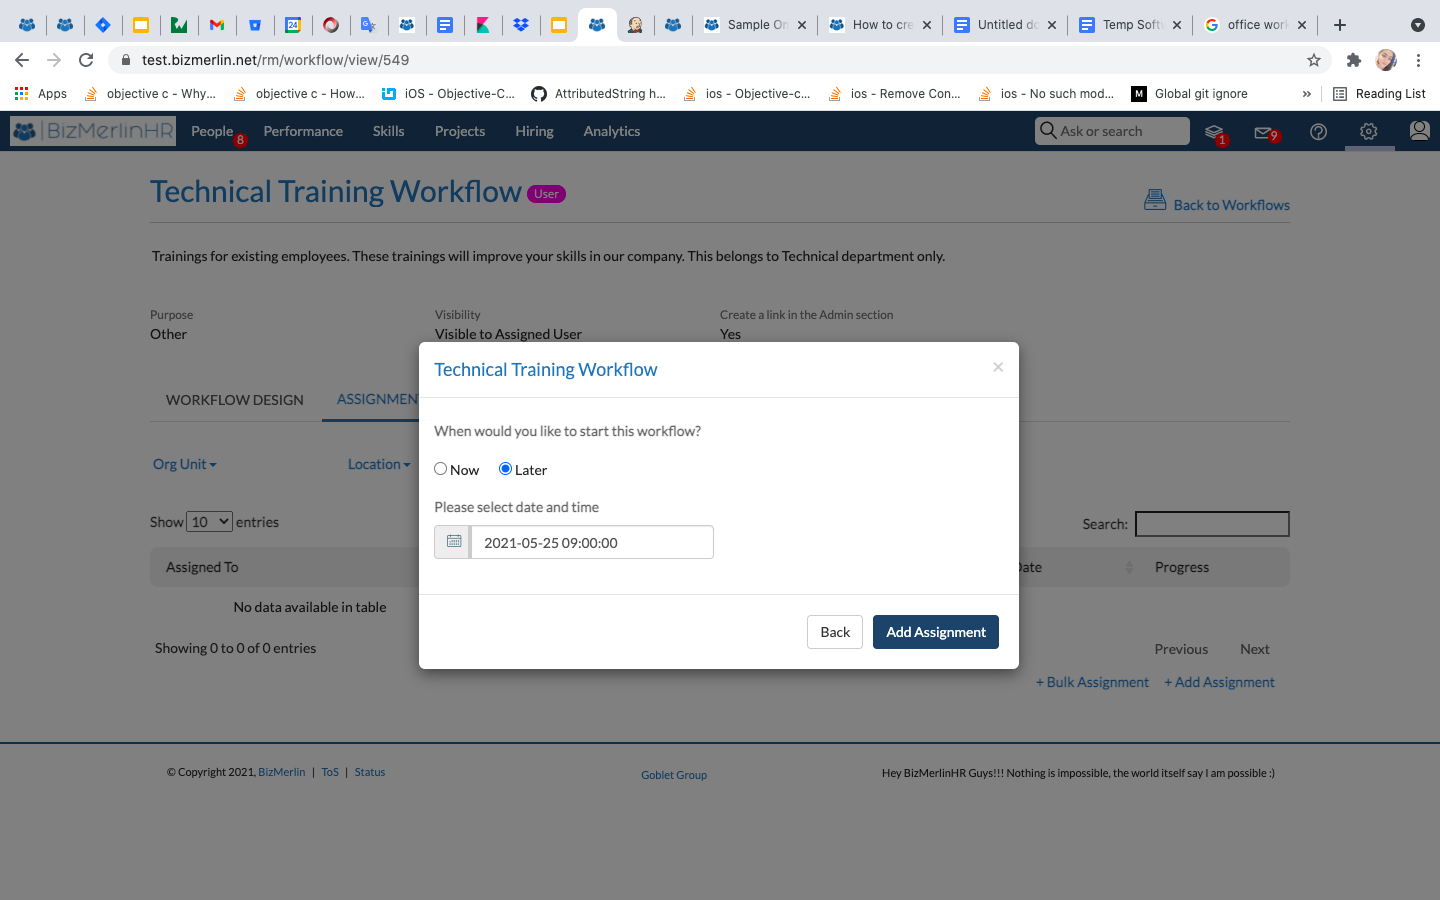 24
Sample On
How to cre
Untitled do
Temp Softw
office work
test.bizmerlin.net/rm/workflow/view/549
Apps
objective c - Why...
objective c - How...
iOS - Objective-C...
AttributedString h...
ios - Objective-c...
ios - Remove Con...
ios - No such mod...
M
Global git ignore
»
Reading List
BizMerlinHR
People
8
Performance
Skills
Projects
Hiring
Analytics
Ask or search
1
9
Technical Training Workflow
User
Back to Workflows
Trainings for existing employees. These trainings will improve your skills in our company. This belongs to Technical department only.
Purpose
Other
Visibility
Visible to Assigned User
Create a link in the Admin section
Yes
WORKFLOW DESIGN
ASSIGNMEN
Org Unit
Location
Show 10 entries
Search:
Assigned To
Date
Progress
No data available in table
Showing 0 to 0 of 0 entries
Previous
Next
+ Bulk Assignment
+ Add Assignment
Technical Training Workflow
×
When would you like to start this workflow?
Now
Later
Please select date and time
2021-05-25 09:00:00
Back
Add Assignment
© Copyright 2021, BizMerlin | ToS | Status
Goblet Group
Hey BizMerlinHR Guys!!! Nothing is impossible, the world itself say I am possible :)